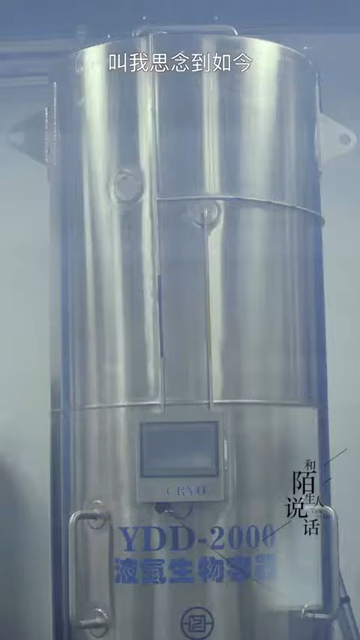 叫我思念到如今
CRYO
和
陌生人
说话
YDD-2000
液氮生物容器